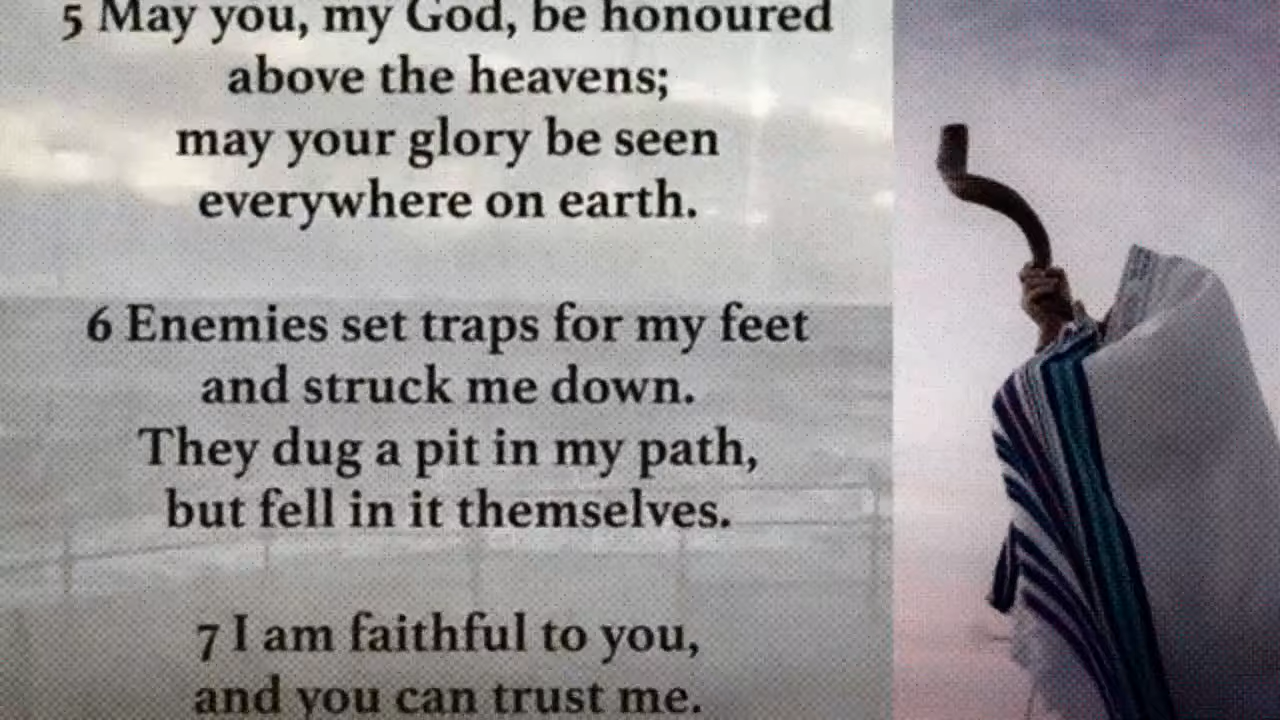 5 May you, my God, be honoured
above the heavens;
may your glory be seen
everywhere on earth.
6 Enemies set traps for my feet
and struck me down.
They dug a pit in my path,
but fell in it themselves.
7 I am faithful to you,
and you can trust me.